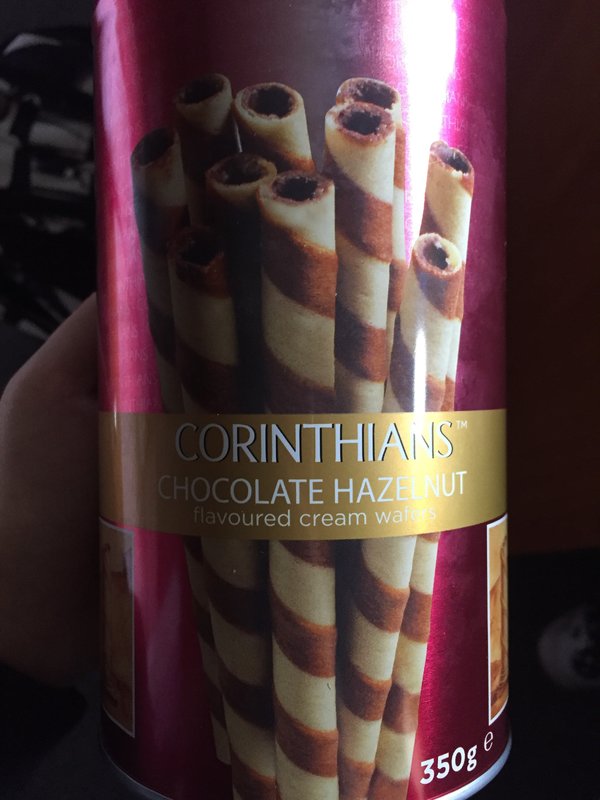 CORINTHIANS™
CHOCOLATE HAZELNUT
flavoured cream wafers
350g e